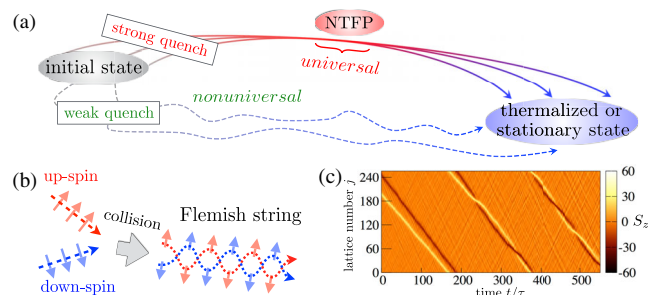 (a)
NTFP
strong quench
initial state
universal
nonuniversal
weak quench
thermalized or
stationary state
(b)
up-spin
collision
Flemish string
down-spin
(c)
lattice number j
240
180
120
60
0
0 100 200 300 400 500
time t/τ
60
30
0
-30
-60
S_z